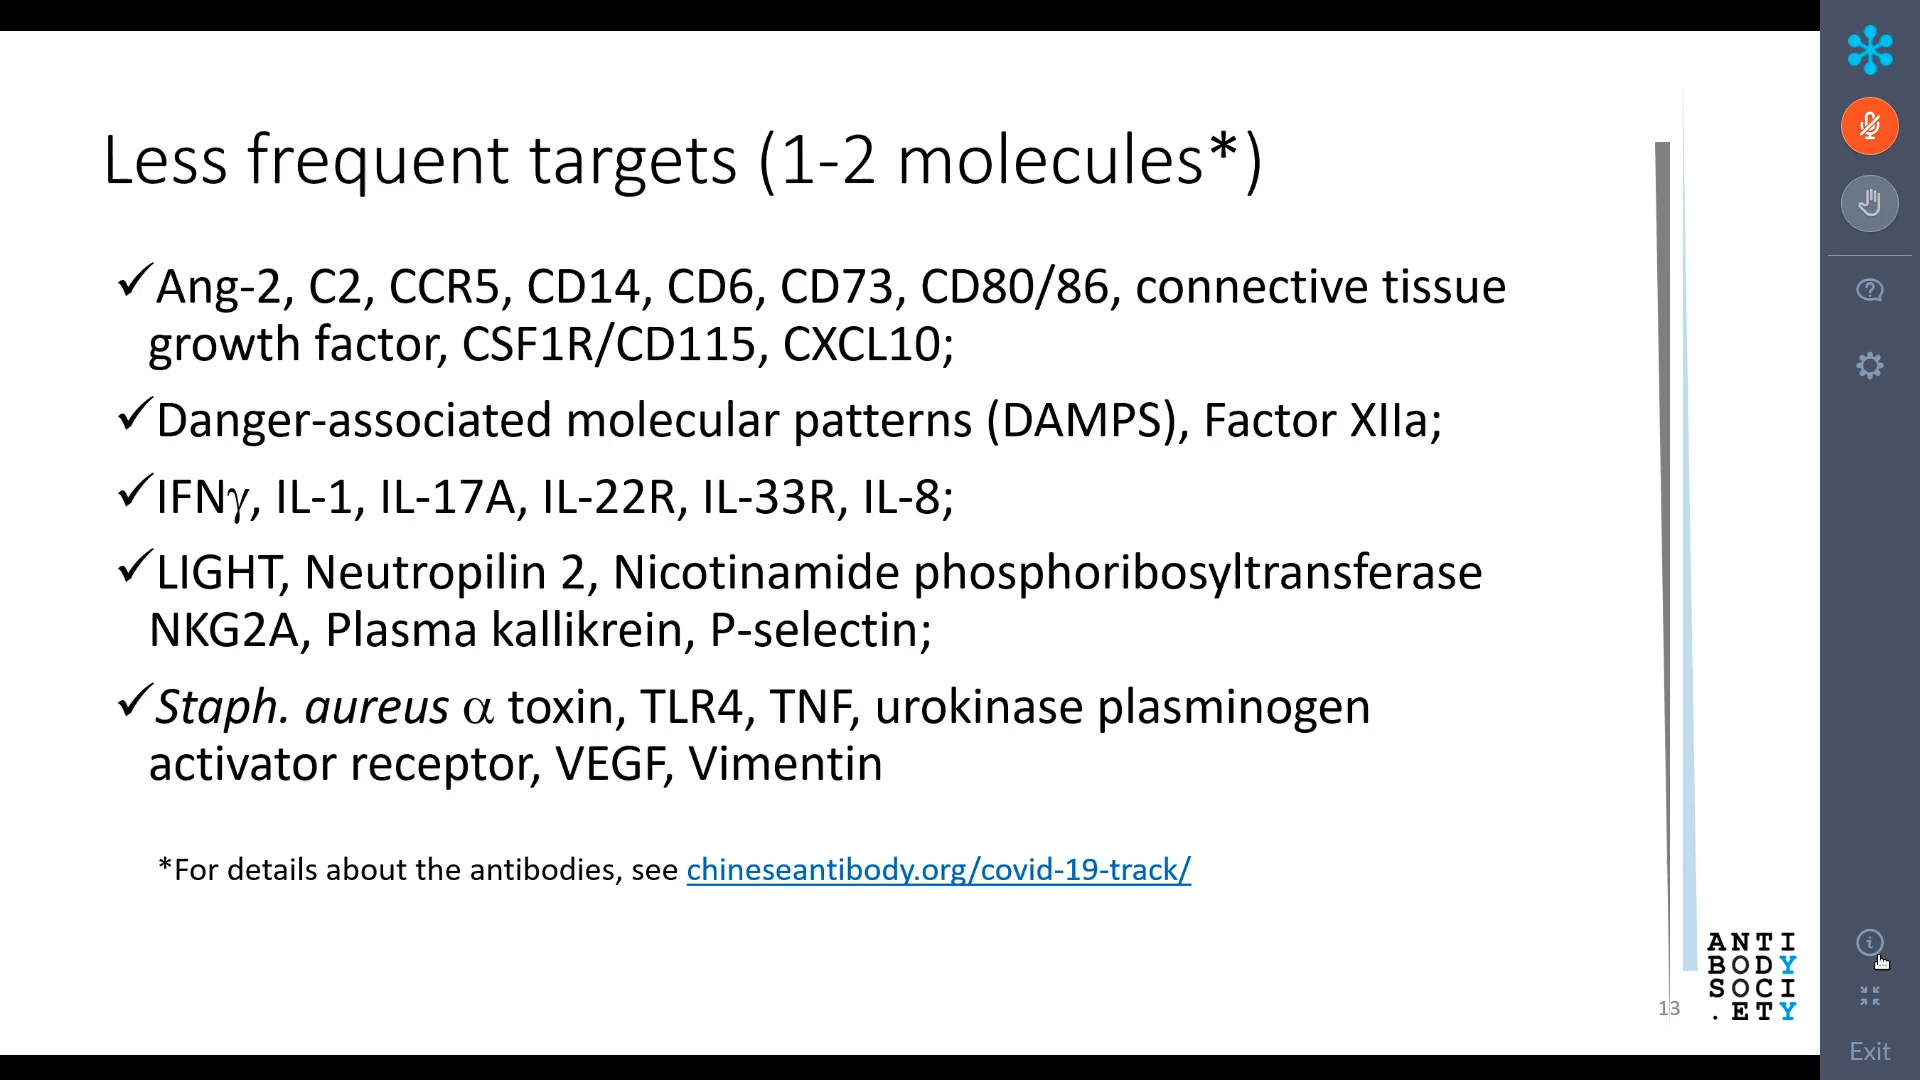 Less frequent targets (1-2 molecules*)
✓Ang-2, C2, CCR5, CD14, CD6, CD73, CD80/86, connective tissue
growth factor, CSF1R/CD115, CXCL10;
✓Danger-associated molecular patterns (DAMPS), Factor XIIa;
✓IFNγ, IL-1, IL-17A, IL-22R, IL-33R, IL-8;
✓LIGHT, Neutropilin 2, Nicotinamide phosphoribosyltransferase
NKG2A, Plasma kallikrein, P-selectin;
✓Staph. aureus α toxin, TLR4, TNF, urokinase plasminogen
activator receptor, VEGF, Vimentin
*For details about the antibodies, see chineseantibody.org/covid-19-track/
13
ANTI
BODY
SOCI
.ETY
Exit